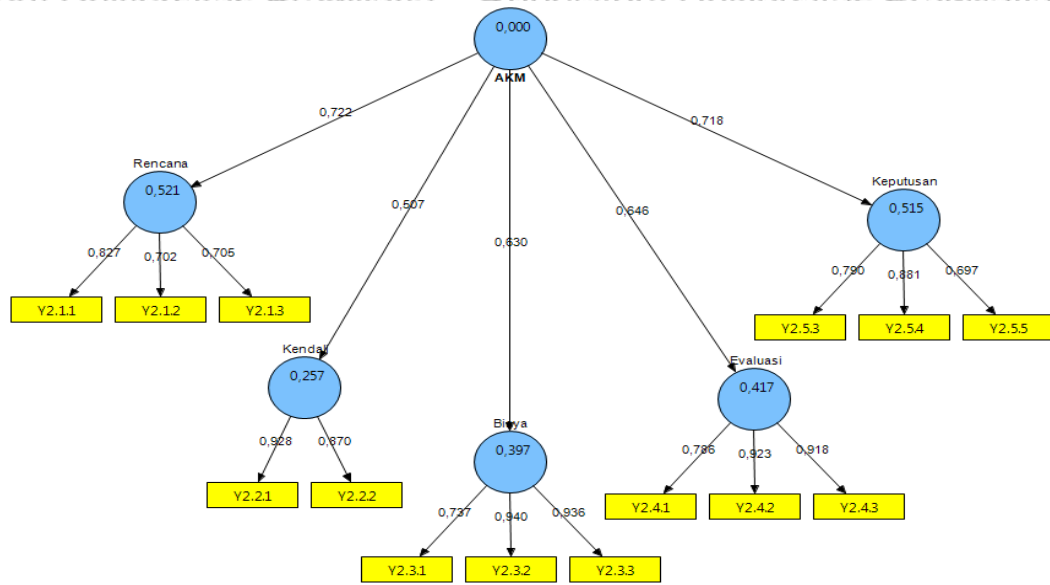 0,000
AKM
0,722
0,718
Rencana
0,521
Keputusan
0,515
0,507
0,646
0,630
0,827
0,702
0,705
0,790
0,881
0,697
Y2.1.1
Y2.1.2
Y2.1.3
Y2.5.3
Y2.5.4
Y2.5.5
Kendali
0,257
Evaluasi
0,417
0,928
0,870
Biaya
0,397
0,786
0,923
0,918
Y2.2.1
Y2.2.2
Y2.4.1
Y2.4.2
Y2.4.3
0,737
0,940
0,936
Y2.3.1
Y2.3.2
Y2.3.3